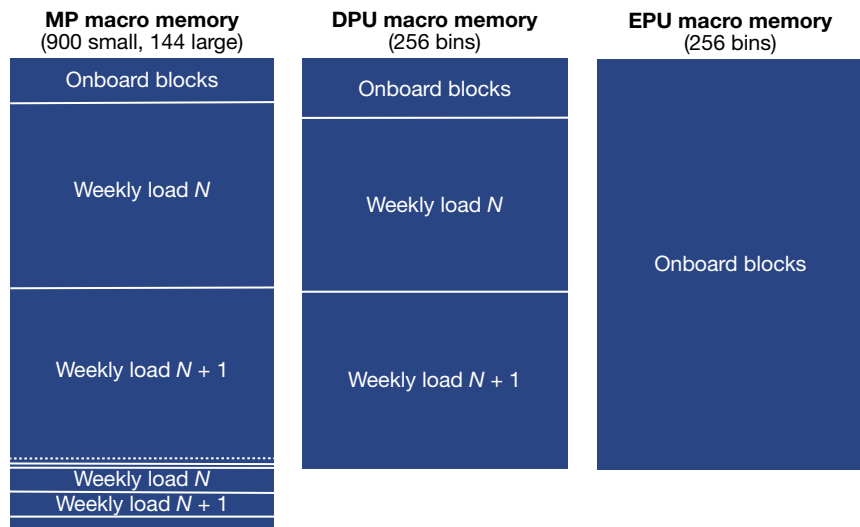 MP macro memory
(900 small, 144 large)
Onboard blocks
Weekly load N
Weekly load N + 1
Weekly load N
Weekly load N + 1
DPU macro memory
(256 bins)
Onboard blocks
Weekly load N
Weekly load N + 1
EPU macro memory
(256 bins)
Onboard blocks